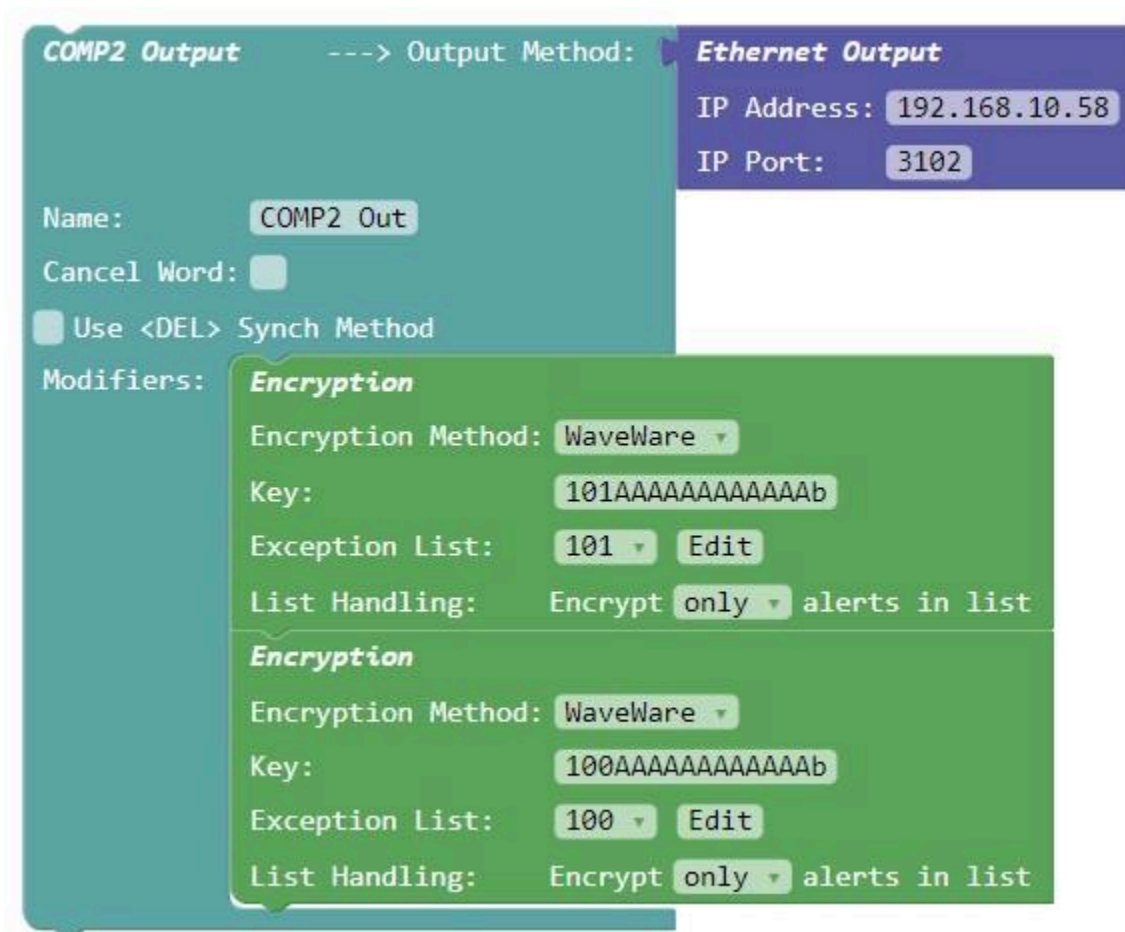 COMP2 Output ---> Output Method: Ethernet Output
IP Address: 192.168.10.58
IP Port: 3102
Name: COMP2 Out
Cancel Word:
Use <DEL> Synch Method
Modifiers: Encryption
Encryption Method: WaveWare
Key: 101AAAAAAAAAAAAb
Exception List: 101 Edit
List Handling: Encrypt only alerts in list
Encryption
Encryption Method: WaveWare
Key: 100AAAAAAAAAAAAb
Exception List: 100 Edit
List Handling: Encrypt only alerts in list